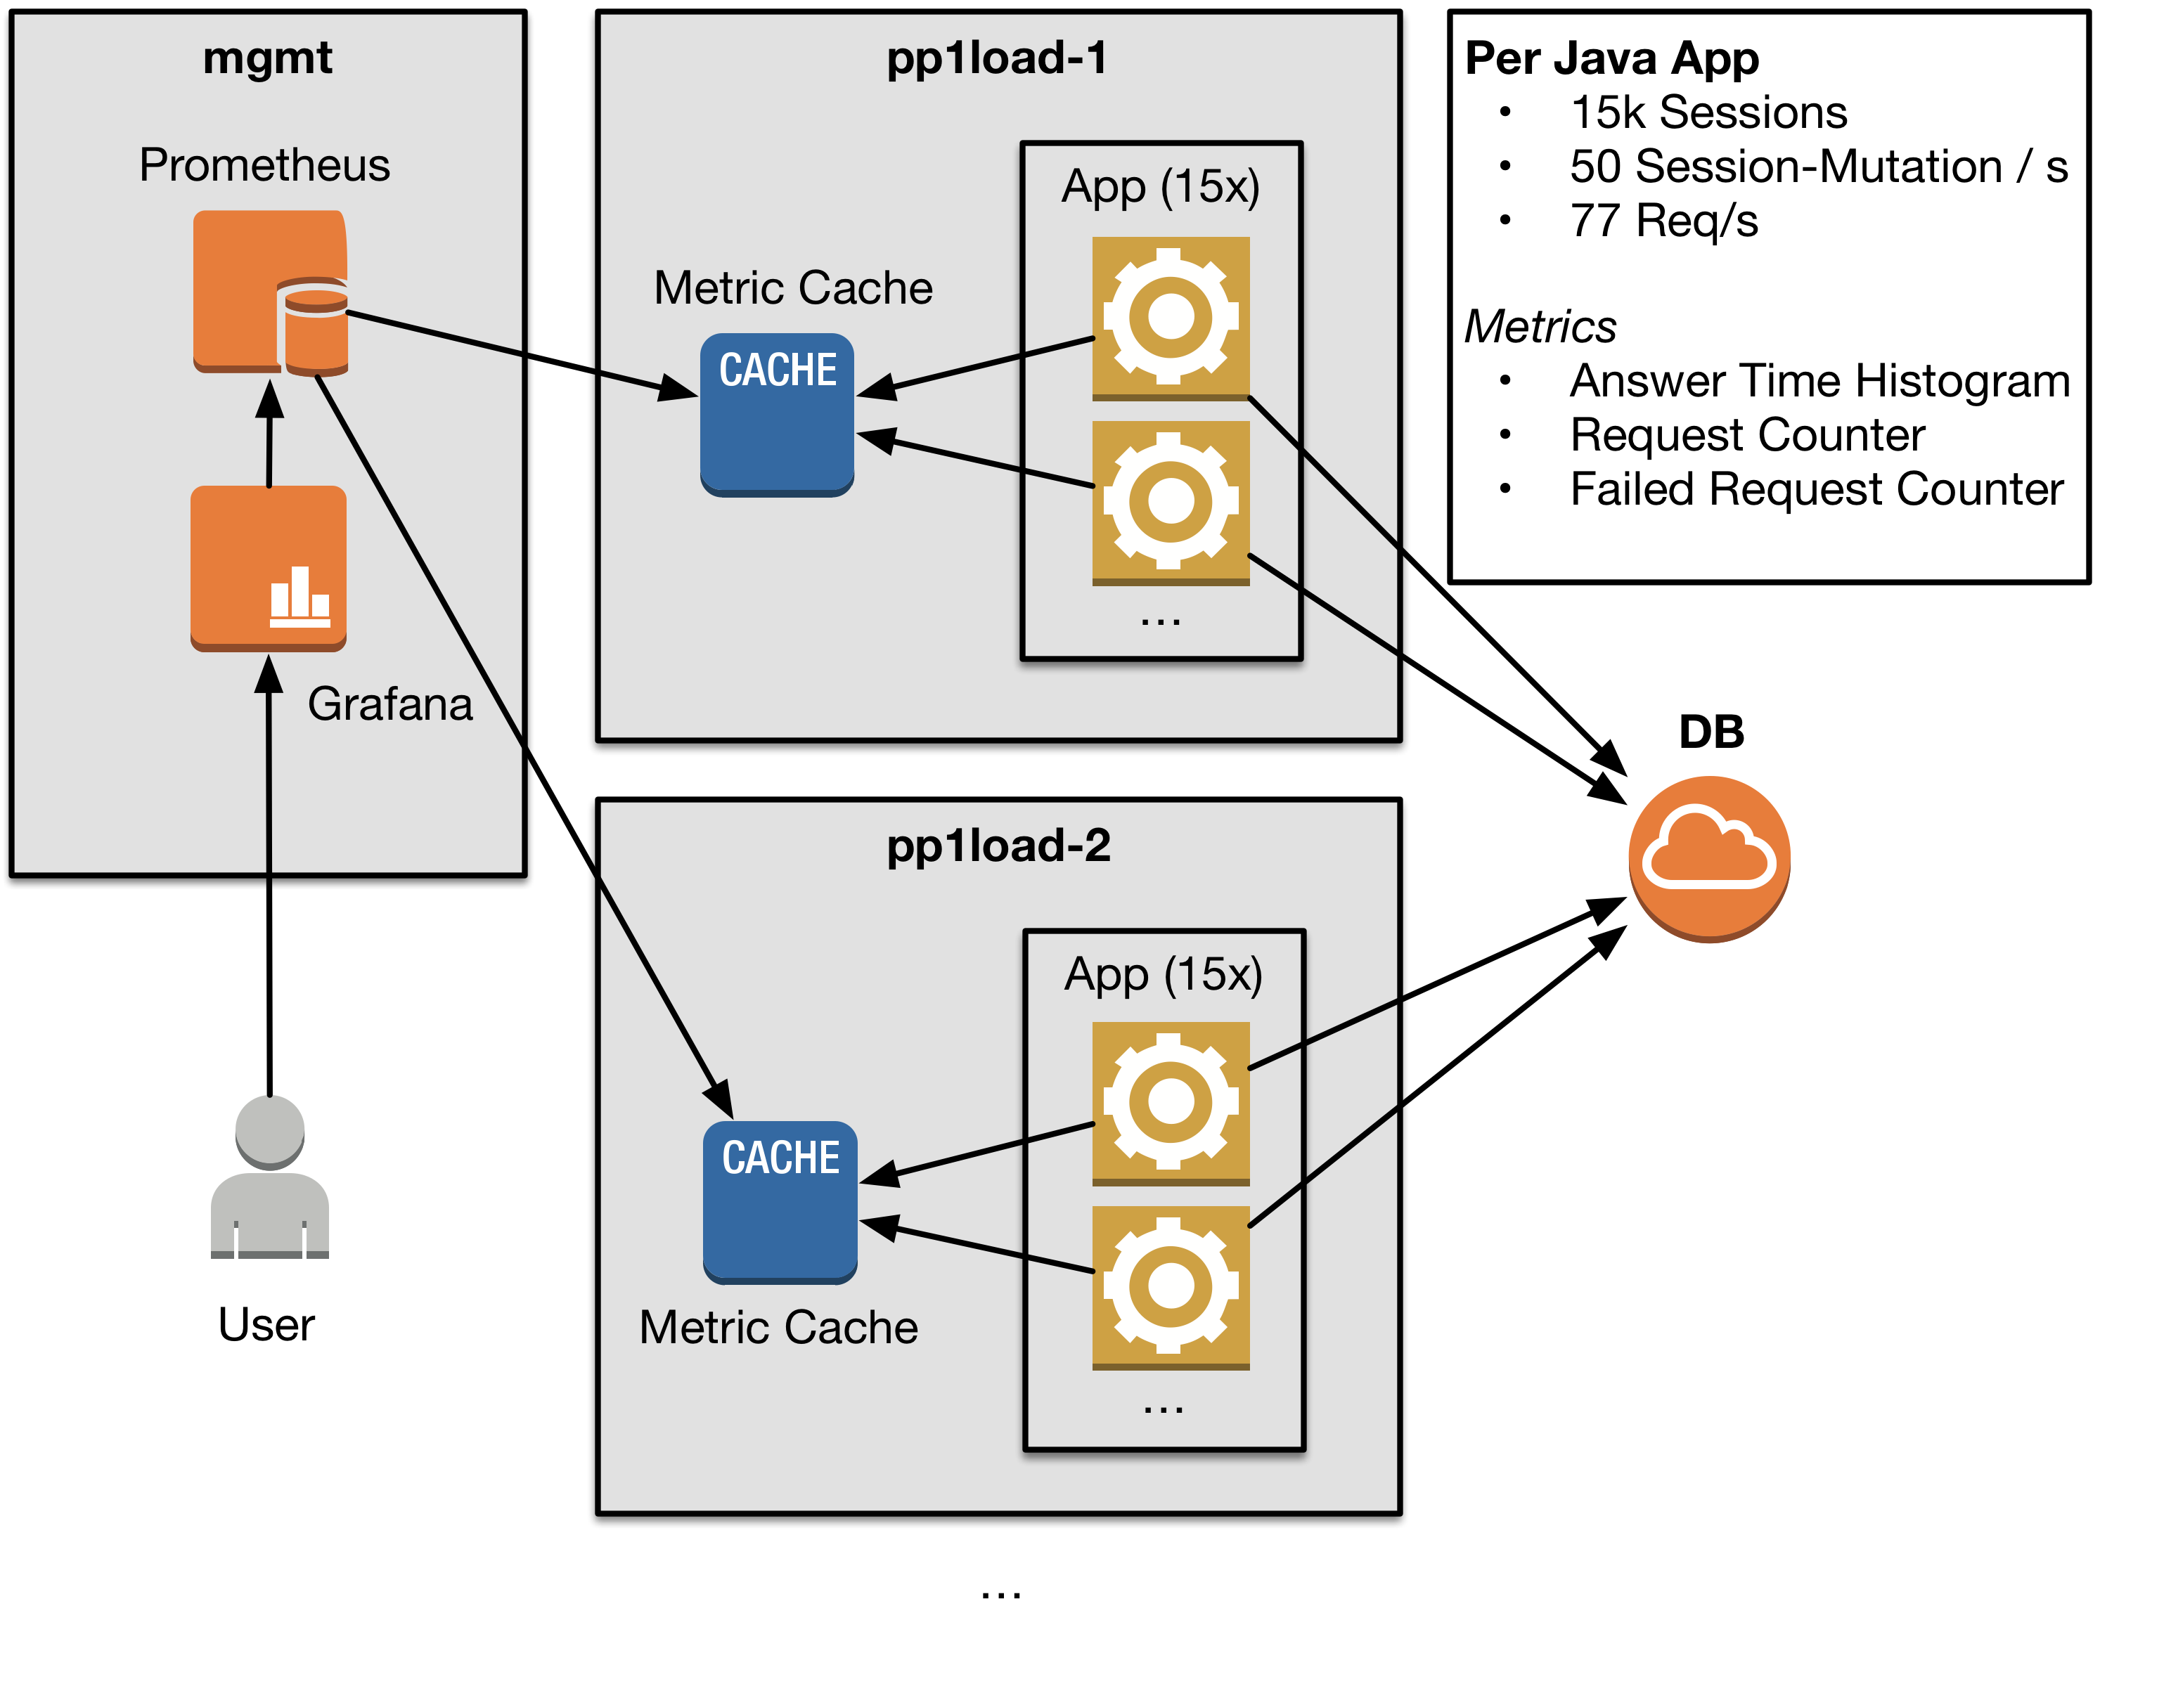 mgmt
Prometheus
Grafana
User
pp1load-1
Metric Cache
CACHE
App (15x)
...
pp1load-2
App (15x)
CACHE
Metric Cache
...
...
Per Java App
• 15k Sessions
• 50 Session-Mutation / s
• 77 Req/s
Metrics
• Answer Time Histogram
• Request Counter
• Failed Request Counter
DB